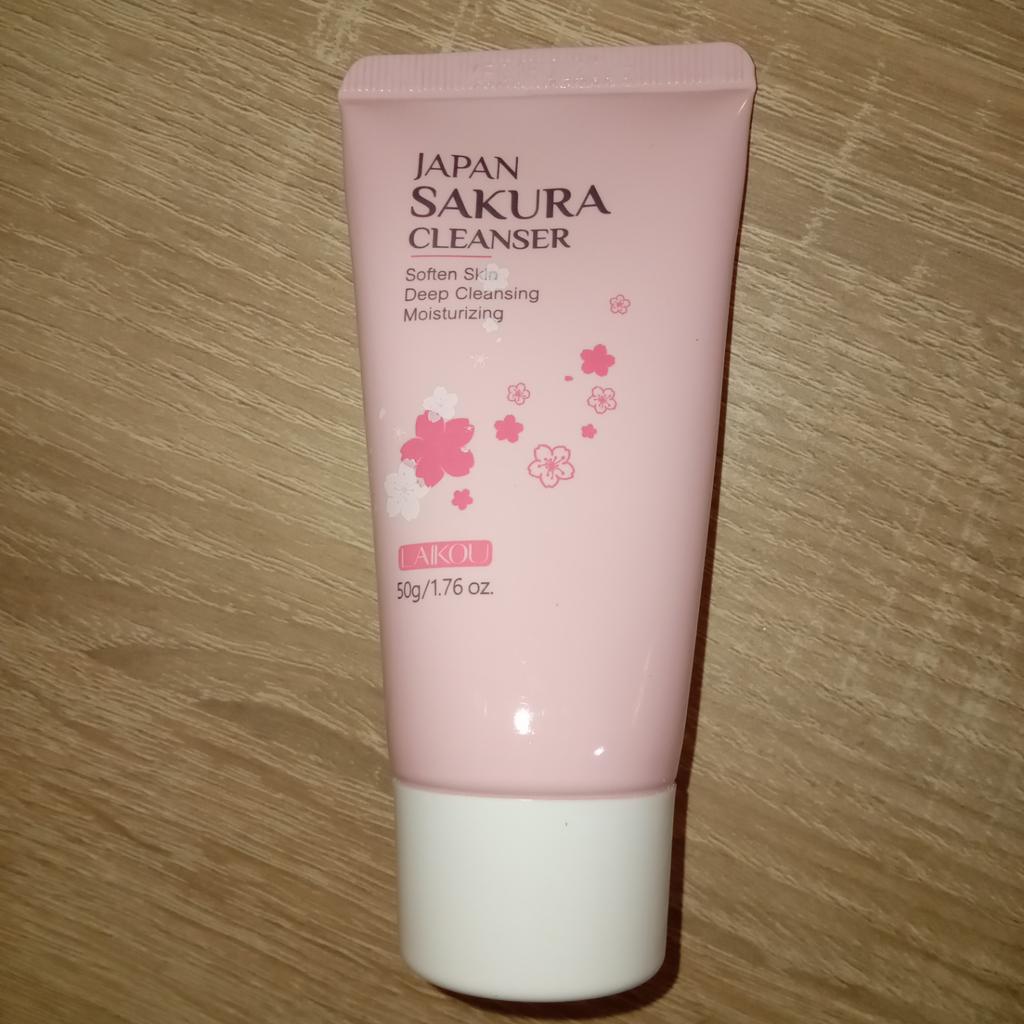 JAPAN
SAKURA
CLEANSER
Soften Skin
Deep Cleansing
Moisturizing
LAIKOU
50g/1.76 oz.